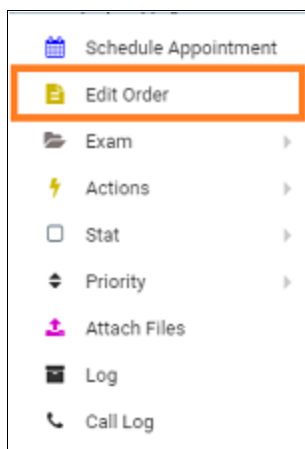 Schedule Appointment
Edit Order
Exam
Actions
Stat
Priority
Attach Files
Log
Call Log